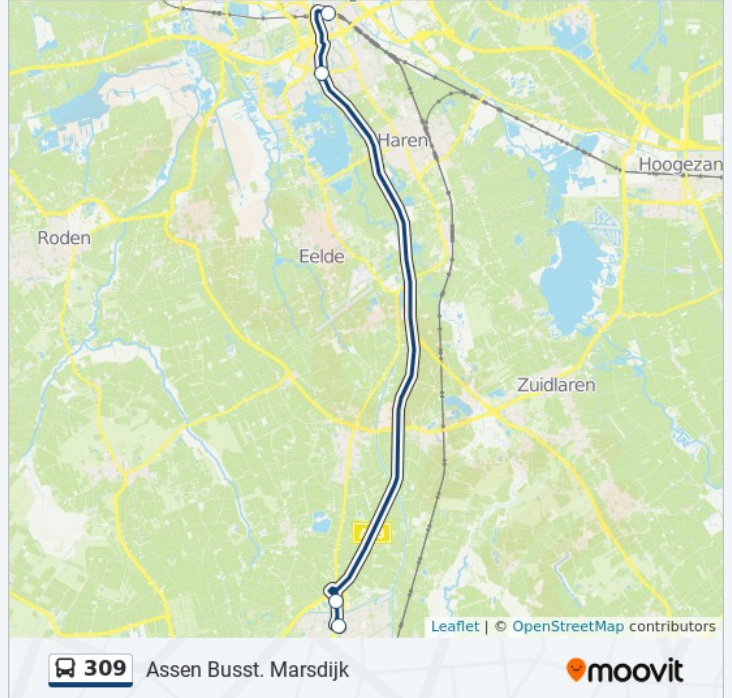 Haren
Hoogezan
Roden
Eelde
Zuidlaren
Leaflet | © OpenStreetMap contributors
309 Assen Busst. Marsdijk
moovit